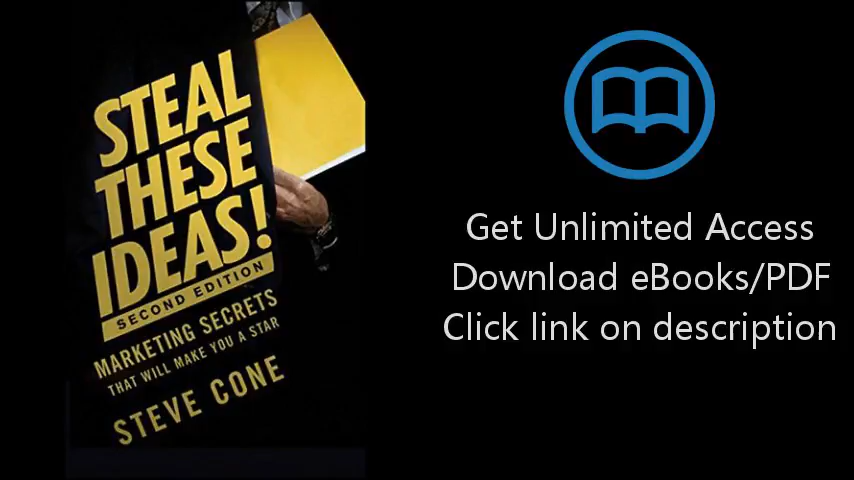 STEAL
THESE
IDEAS!
SECOND EDITION
MARKETING SECRETS
THAT WILL MAKE YOU A STAR
STEVE CONE
Get Unlimited Access
Download eBooks/PDF
Click link on description